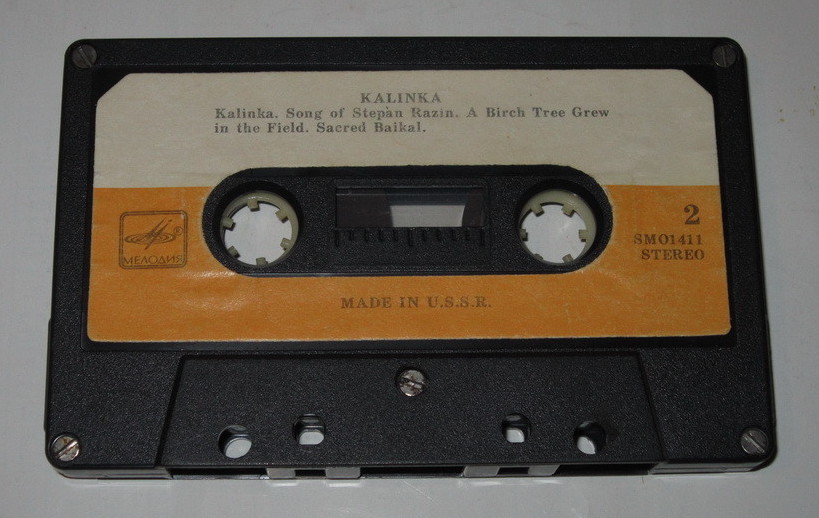 KALINKA
Kalinka. Song of Stepan Razin. A Birch Tree Grew
in the Field. Sacred Baikal.
®
МЕЛОДИЯ
2
SM01411
STEREO
MADE IN U.S.S.R.